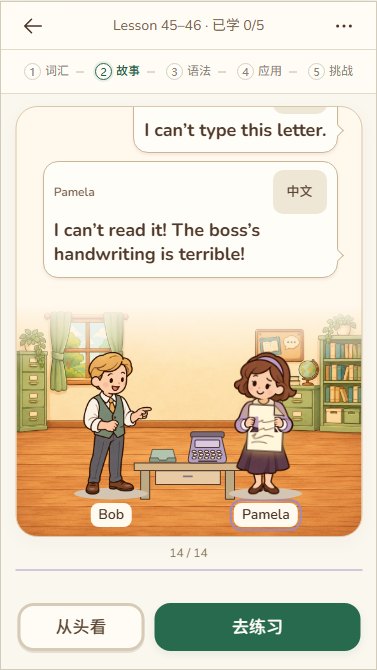 Lesson 45–46 · 已学 0/5
1 词汇 – 2 故事 – 3 语法 – 4 应用 – 5 挑战
I can’t type this letter.
Pamela
中文
I can’t read it! The boss’s
handwriting is terrible!
Bob
Pamela
14 / 14
从头看
去练习